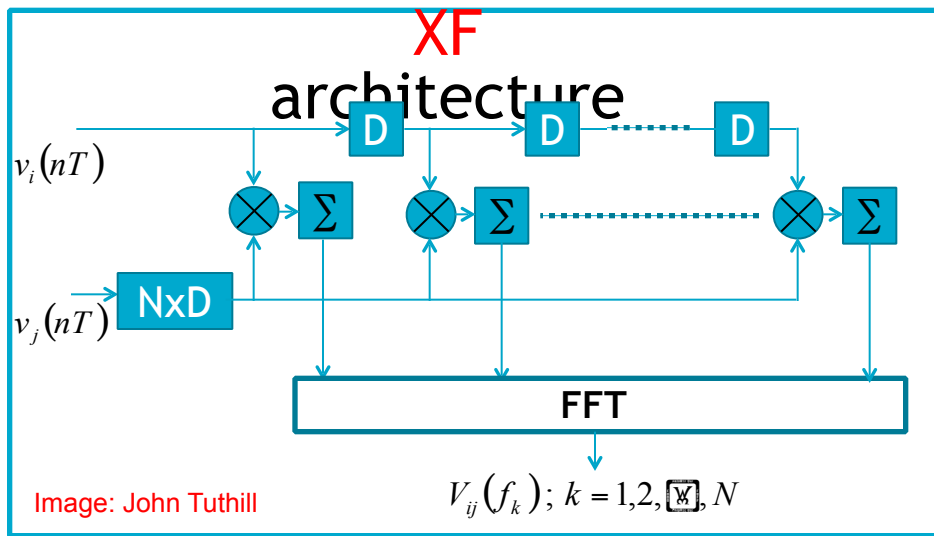 XF
architecture
D D D
v_i(nT)
Σ Σ Σ
NxD
v_j(nT)
FFT
V_ij(f_k); k = 1,2, , N
Image: John Tuthill